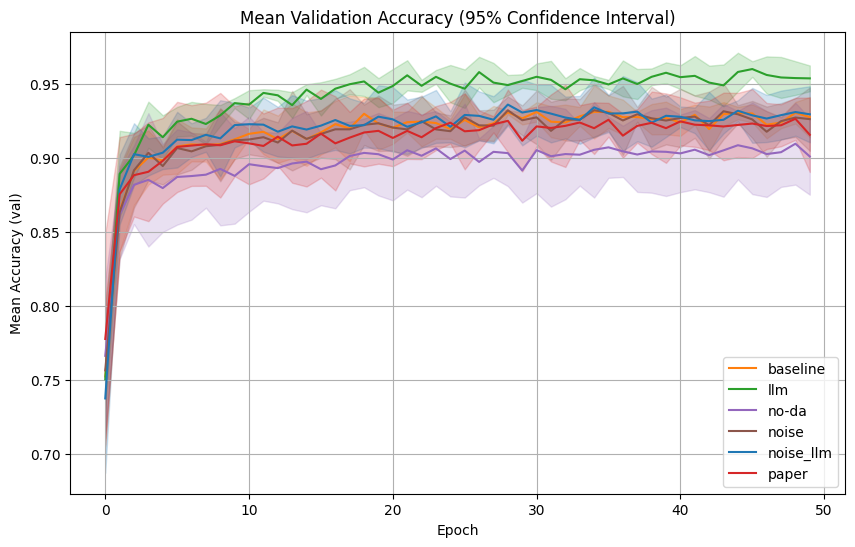 Mean Validation Accuracy (95% Confidence Interval)
Mean Accuracy (val)
0.95
0.90
0.85
0.80
0.75
0.70
0
10
20
30
40
50
Epoch
baseline
llm
no-da
noise
noise_llm
paper